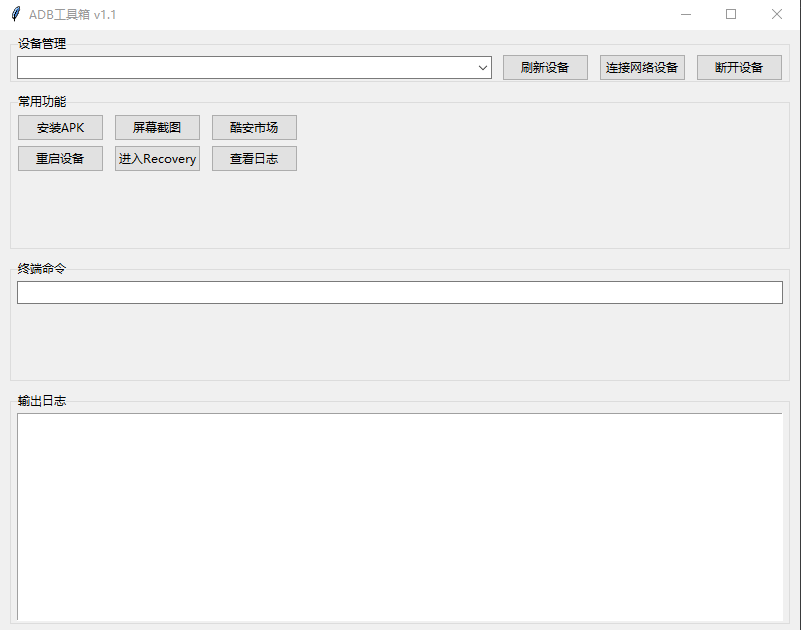 ADB工具箱 v1.1
设备管理
刷新设备 连接网络设备 断开设备
常用功能
安装APK 屏幕截图 酷安市场
重启设备 进入Recovery 查看日志
终端命令
输出日志